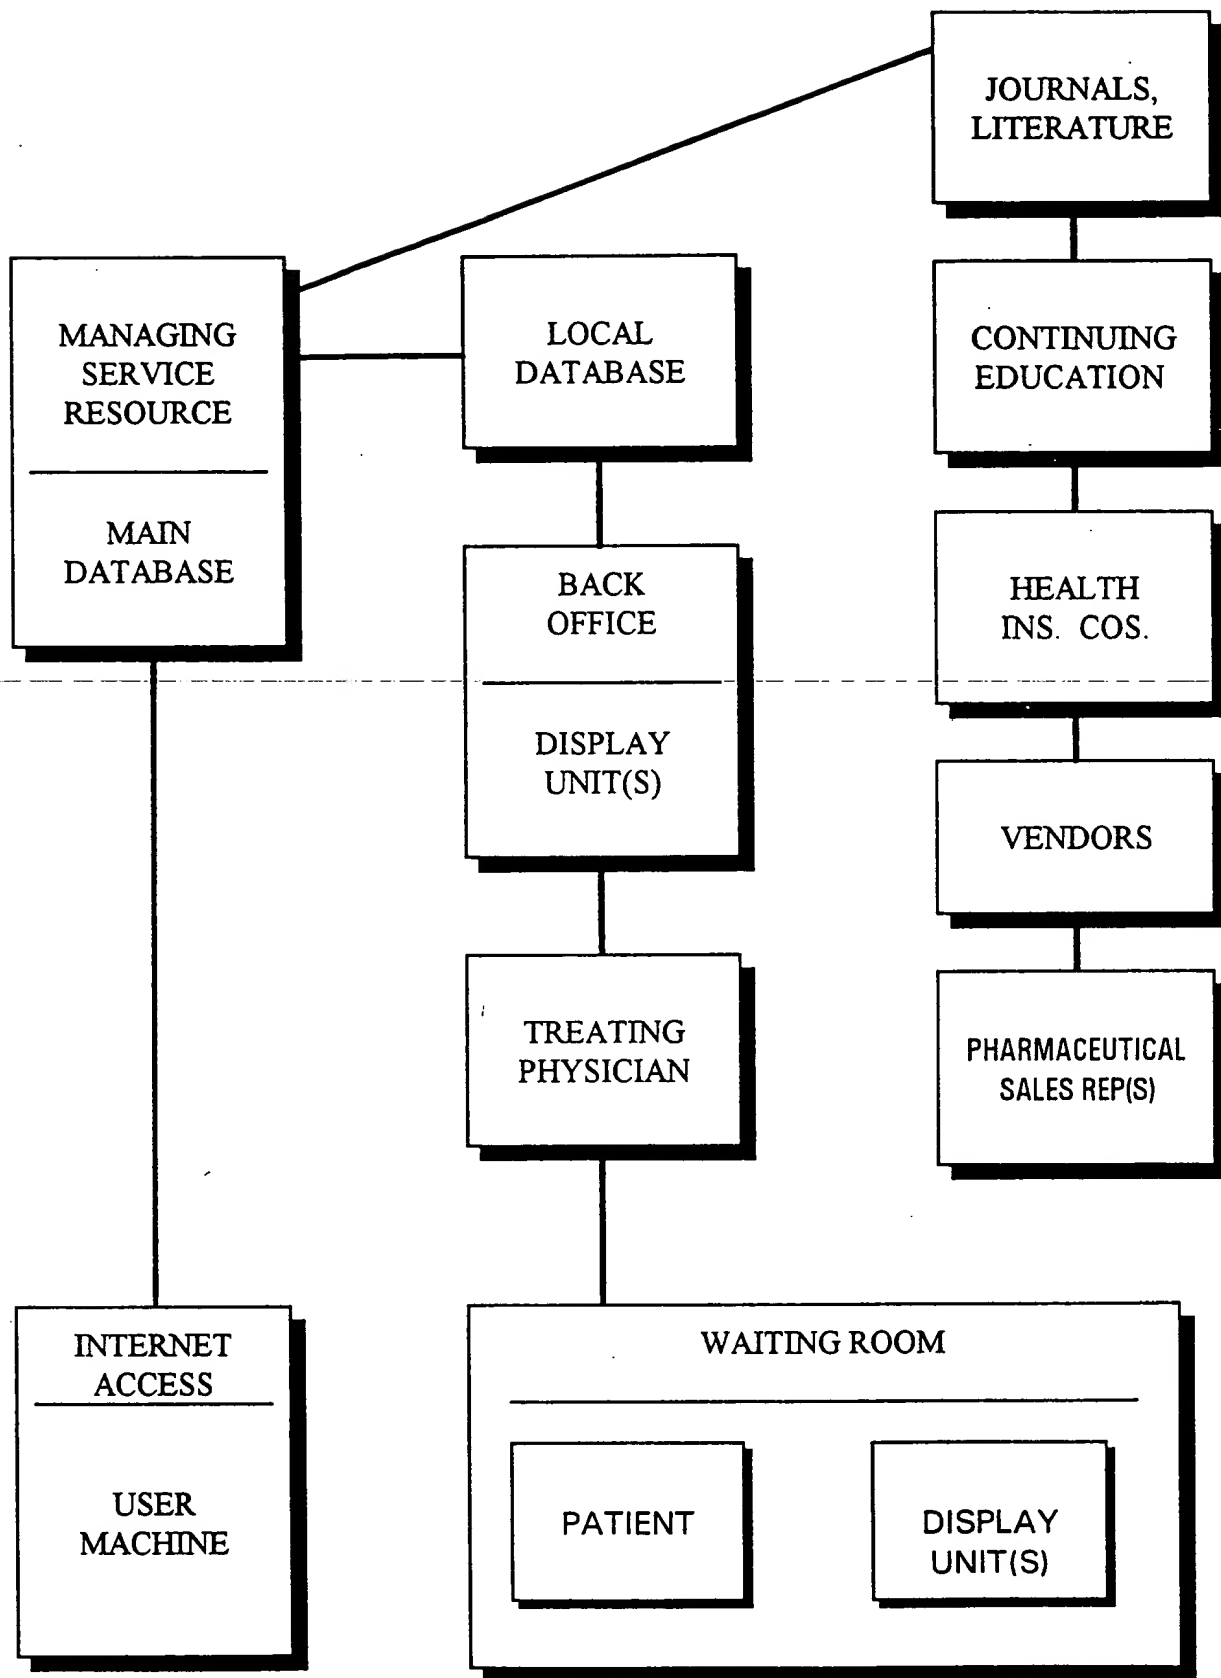 JOURNALS,
LITERATURE
MANAGING
SERVICE
RESOURCE
MAIN
DATABASE
LOCAL
DATABASE
CONTINUING
EDUCATION
BACK
OFFICE
DISPLAY
UNIT(S)
HEALTH
INS. COS.
VENDORS
TREATING
PHYSICIAN
PHARMACEUTICAL
SALES REP(S)
INTERNET
ACCESS
USER
MACHINE
WAITING ROOM
PATIENT
DISPLAY
UNIT(S)